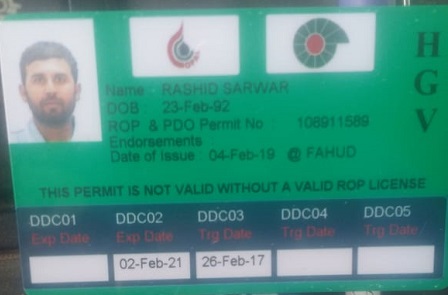 HGV
Name : RASHID SARWAR
DOB : 23-Feb-92
ROP & PDO Permit No 106911589
Endorsements
Date of Issue : 04-Feb-19 @ FAHUD
THIS PERMIT IS NOT VALID WITHOUT A VALID ROP LICENSE
DDC01 DDC02 DDC03 DDC04 DDC05
Exp Date Exp Date Trg Date Trg Date Trg Date
02-Feb-21 26-Feb-17